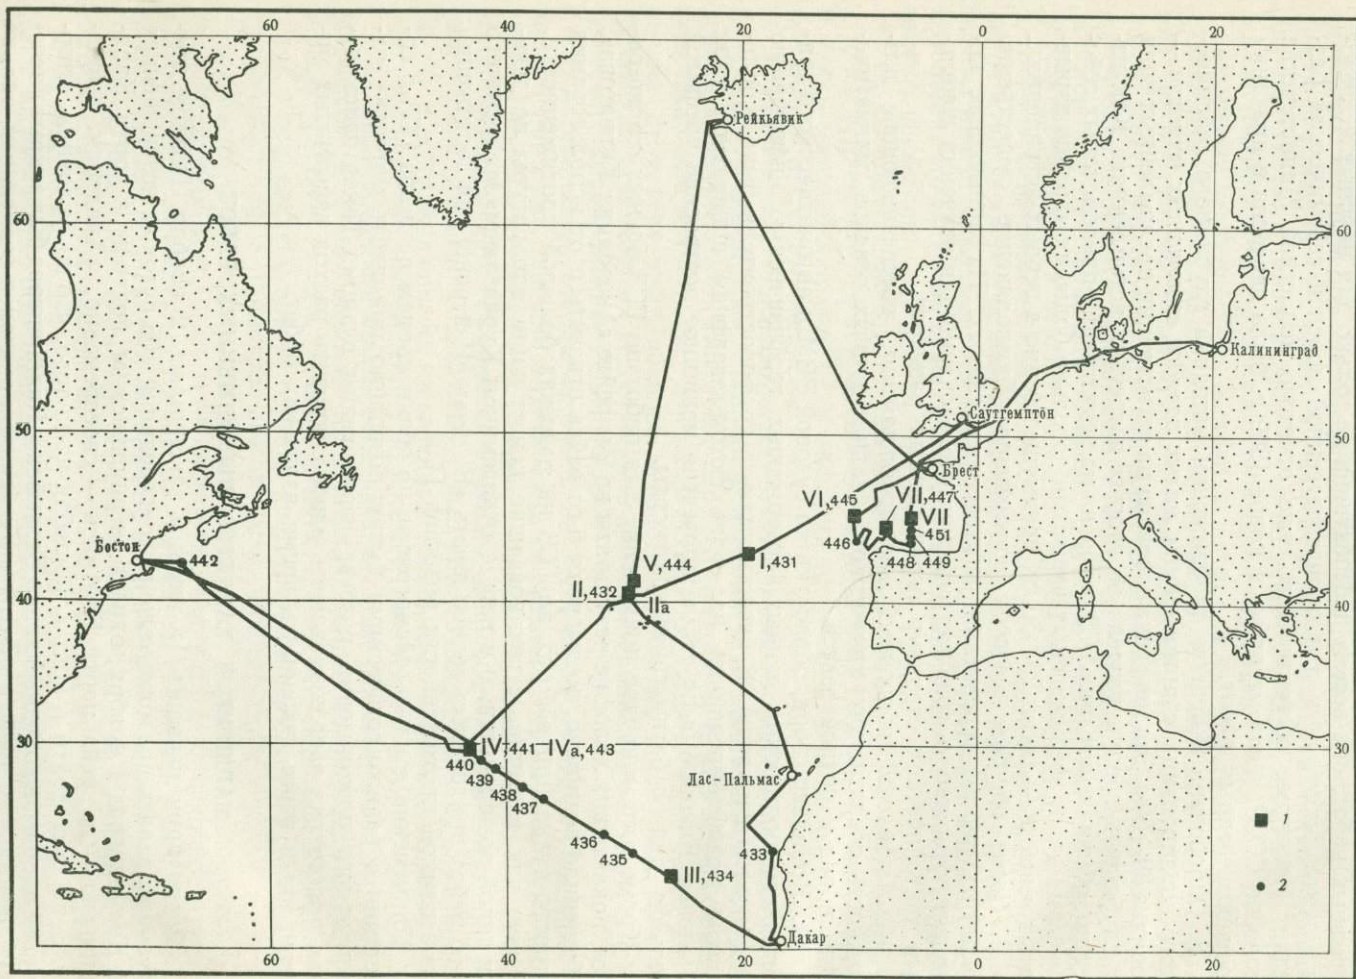 60 40 20 0 20
Рейкьявик
60 60
Калининград
Саутгемптон
50 50
Брест
VI,445 VII,447
VII
451
446
448 449
Бостон
442
I,431
V,444
II,432
IIа
40 40
30 30
IV,441 IVа,443
440
439
438
437
Лас-Пальмас
436
435
433
III,434
1
2
Дакар
60 40 20 0 20